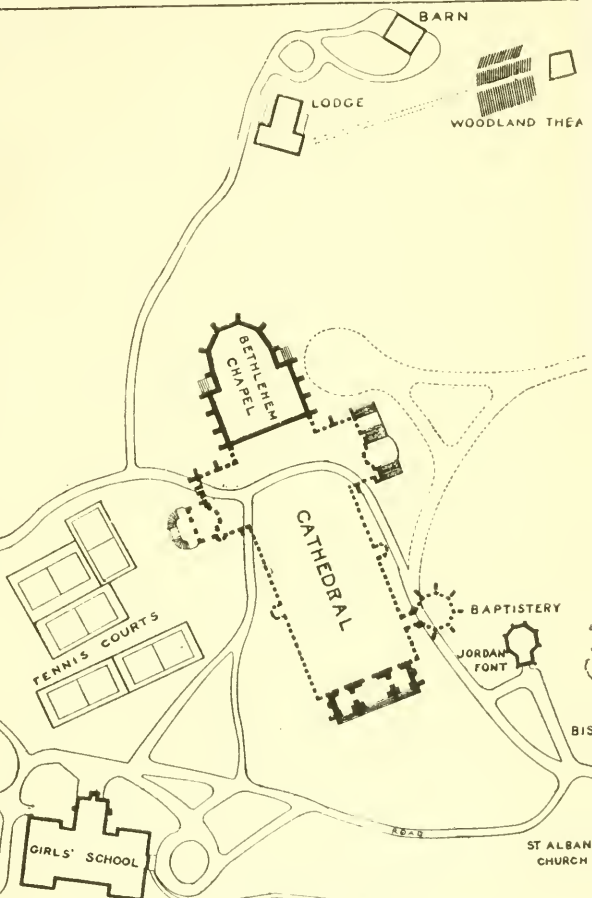 BARN
LODGE
WOODLAND THEA
BETHLEHEM
CHAPEL
CATHEDRAL
BAPTISTERY
JORDAN
FONT
TENNIS COURTS
BIS
ROAD
GIRLS' SCHOOL
ST ALBAN
CHURCH